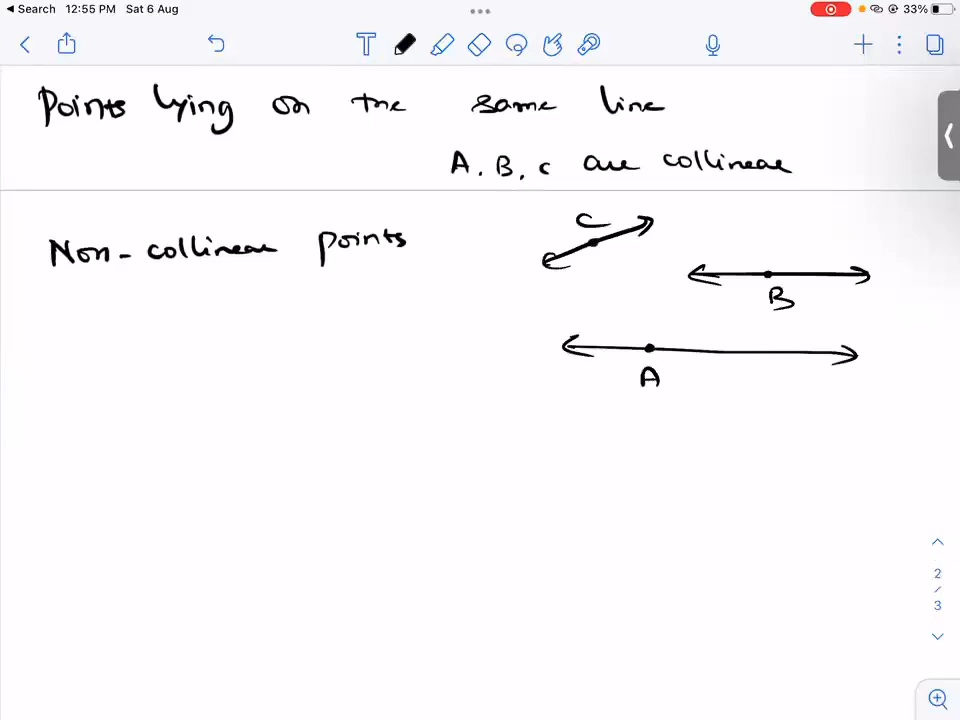 Search 12:55 PM Sat 6 Aug 33%
T
Points lying on the same line
A. B. c are collinear
Non-collinear points
C
B
A
2
/
3